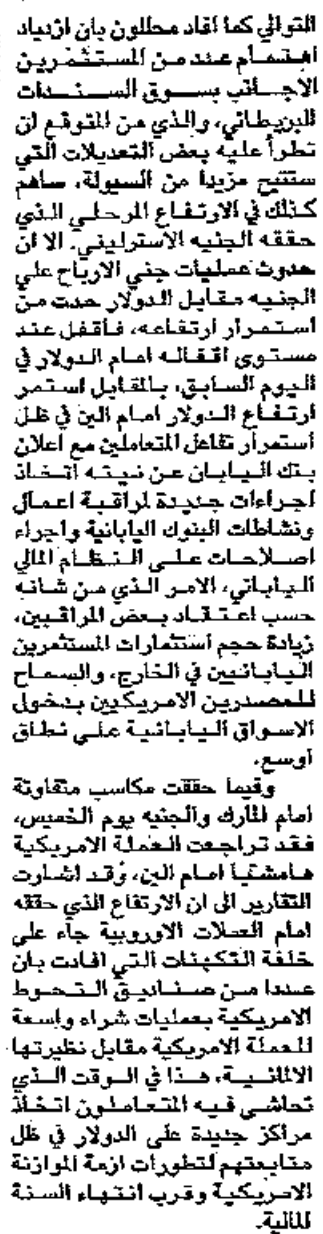 التوالي كما افاد محللون بان ازدياد
اهتمام عند من المستثمرين
الاجانب بسوق السندات
البريطاني، والذي من المتوقع ان
تطرأ عليه بعض التعديلات التي
ستتيح مزيدا من السيولة، ساهم
كذلك في الارتفاع المرحلي الذي
حققه الجنيه الاسترليني. الا ان
حدوث عمليات جني الارباح على
الجنيه مقابل الدولار حدت من
استمرار ارتفاعه، فأقفل عند
مستوى اقفاله امام الدولار في
اليوم السابق، بالمقابل استمر
ارتفاع الدولار امام الين في ظل
استمرار تفاعل المتعاملين مع اعلان
بنك اليابان عن نيته اتخاذ
اجراءات جديدة لمراقبة اعمال
ونشاطات البنوك اليابانية واجراء
اصلاحات على النظام المالي
الياباني، الامر الذي من شانه
حسب اعتقاد بعض المراقبين،
زيادة حجم استثمارات المستثمرين
اليابانيين في الخارج، والسماح
للمصدرين الامريكيين بدخول
الاسواق اليابانية على نطاق
اوسع.
وفيما حققت مكاسب متفاوتة
امام المارك والجنيه يوم الخميس،
فقد تراجعت العملة الامريكية
هامشيا امام الين، وقد اشارت
التقارير الى ان الارتفاع الذي حققه
امام العملات الاوروبية جاء على
خلفة التكهنات التي افادت بان
عددا من صناديق التحوط
الامريكية بعمليات شراء واسعة
للعملة الامريكية مقابل نظيرتها
الالمانية، هذا في الوقت الذي
تحاشى فيه المتعاملون اتخاذ
مراكز جديدة على الدولار في ظل
متابعتهم لتطورات ازمة الموازنة
الامريكية وقرب انتهاء السنة
المالية.